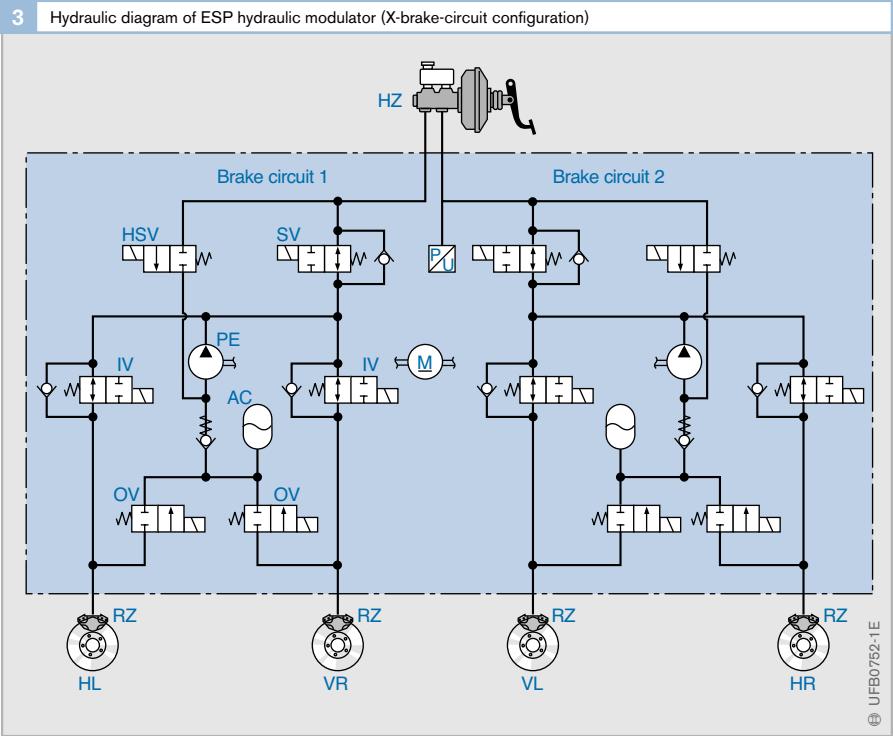 3 Hydraulic diagram of ESP hydraulic modulator (X-brake-circuit configuration)
HZ
Brake circuit 1
Brake circuit 2
HSV
SV
P
U
PE
IV
IV
M
AC
OV
OV
RZ
RZ
RZ
RZ
HL
VR
VL
HR
UFB0752-1E